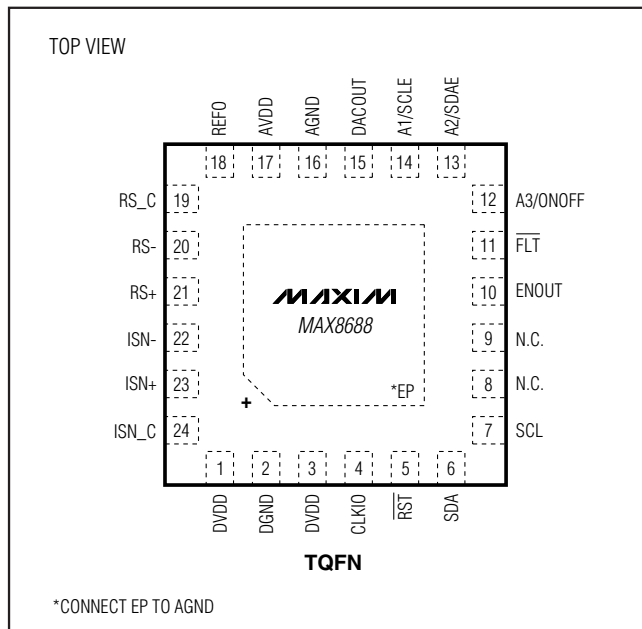 TOP VIEW
REFO AVDD AGND DACOUT A1/SCLE A2/SDAE
18 17 16 15 14 13
RS_C 19 12 A3/ONOFF
RS- 20 11 FLT
RS+ 21 10 ENOUT
MAXIM
MAX8688
ISN- 22 9 N.C.
ISN+ 23 8 N.C.
*EP
+
ISN_C 24 7 SCL
1 2 3 4 5 6
DVDD DGND DVDD CLKIO RST SDA
TQFN
*CONNECT EP TO AGND